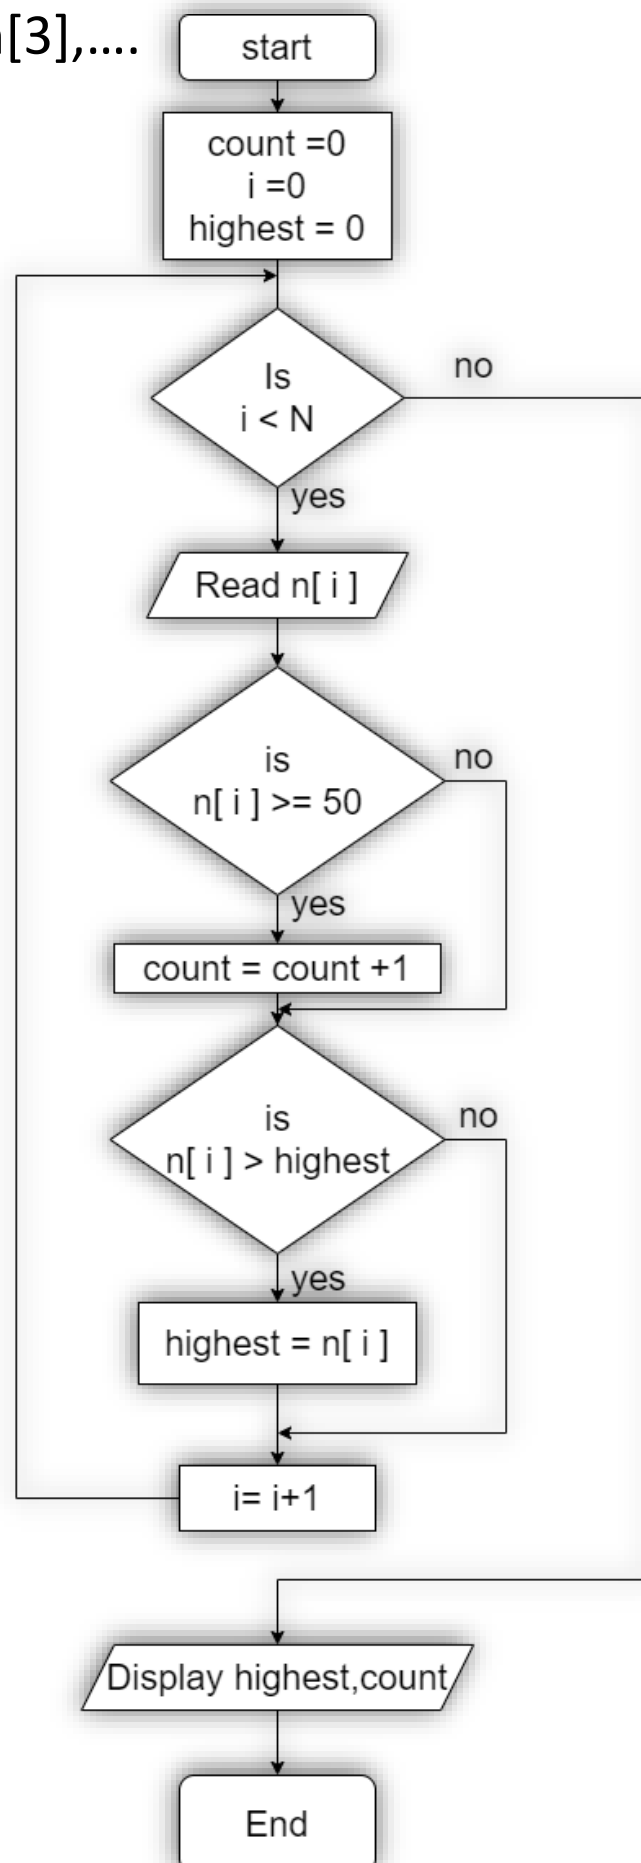 n[3],....
start
count =0
i =0
highest = 0
Is
i < N
no
yes
Read n[ i ]
is
n[ i ] >= 50
no
yes
count = count +1
is
n[ i ] > highest
no
yes
highest = n[ i ]
i= i+1
Display highest,count
End